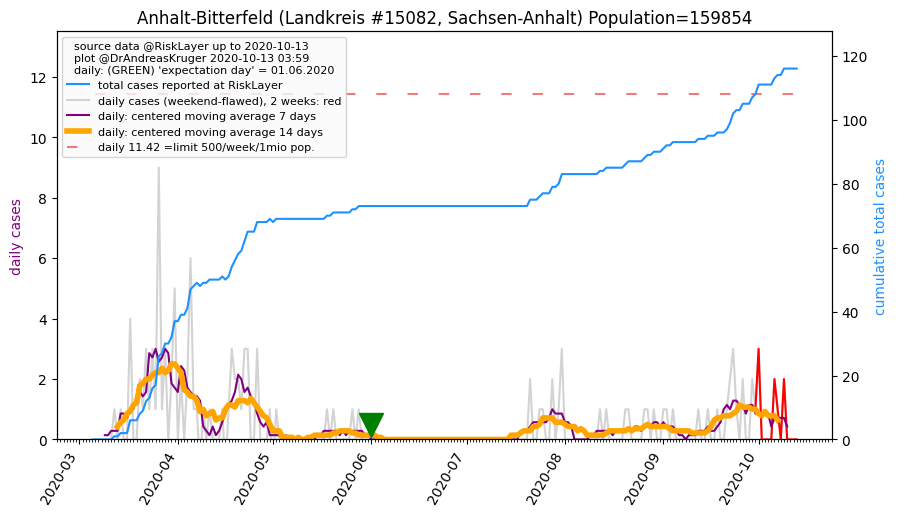 Anhalt-Bitterfeld (Landkreis #15082, Sachsen-Anhalt) Population=159854
source data @RiskLayer up to 2020-10-13
plot @DrAndreasKruger 2020-10-13 03:59
daily: (GREEN) 'expectation day' = 01.06.2020
total cases reported at RiskLayer
daily cases (weekend-flawed), 2 weeks: red
daily: centered moving average 7 days
daily: centered moving average 14 days
daily 11.42 =limit 500/week/1mio pop.
daily cases
12
10
8
6
4
2
0
120
100
80
60
40
20
0
cumulative total cases
2020-03
2020-04
2020-05
2020-06
2020-07
2020-08
2020-09
2020-10